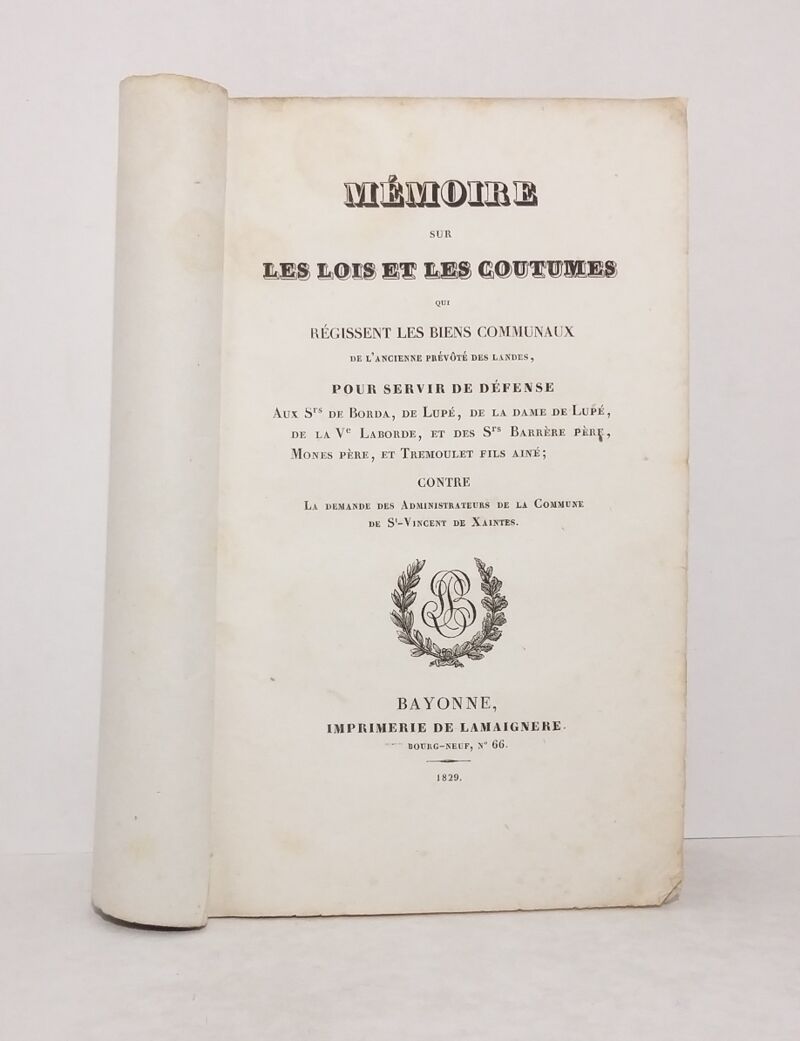 MÉMOIRE
SUR
LES LOIS ET LES COUTUMES
QUI
RÉGISSENT LES BIENS COMMUNAUX
DE L'ANCIENNE PRÉVÔTÉ DES LANDES,
POUR SERVIR DE DÉFENSE
AUX Srs DE BORDA, DE LUPÉ, DE LA DAME DE LUPÉ,
DE LA Ve LABORDE, ET DES Srs BARRÈRE PÈRE,
MONES PÈRE, ET TREMOULET FILS AINÉ;
CONTRE
LA DEMANDE DES ADMINISTRATEURS DE LA COMMUNE
DE St-VINCENT DE XAINTES.
BAYONNE,
IMPRIMERIE DE LAMAIGNERE.
BOURG-NEUF, No 66.
1829.